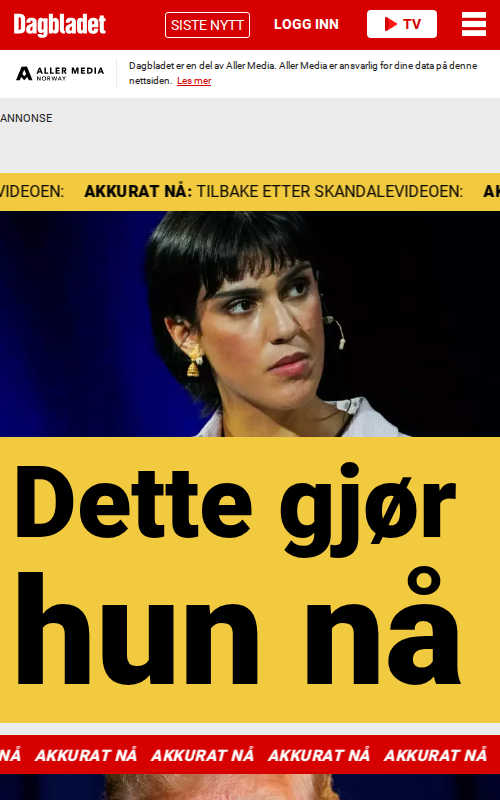 Dagbladet SISTE NYTT LOGG INN TV
ALLER MEDIA NORWAY
Dagbladet er en del av Aller Media. Aller Media er ansvarlig for dine data på denne
nettsiden. Les mer
ANNONSE
VIDEOEN: AKKURAT NÅ: TILBAKE ETTER SKANDALEVIDEOEN: AK
Dette gjør
hun nå
NÅ AKKURAT NÅ AKKURAT NÅ AKKURAT NÅ AKKURAT NÅ